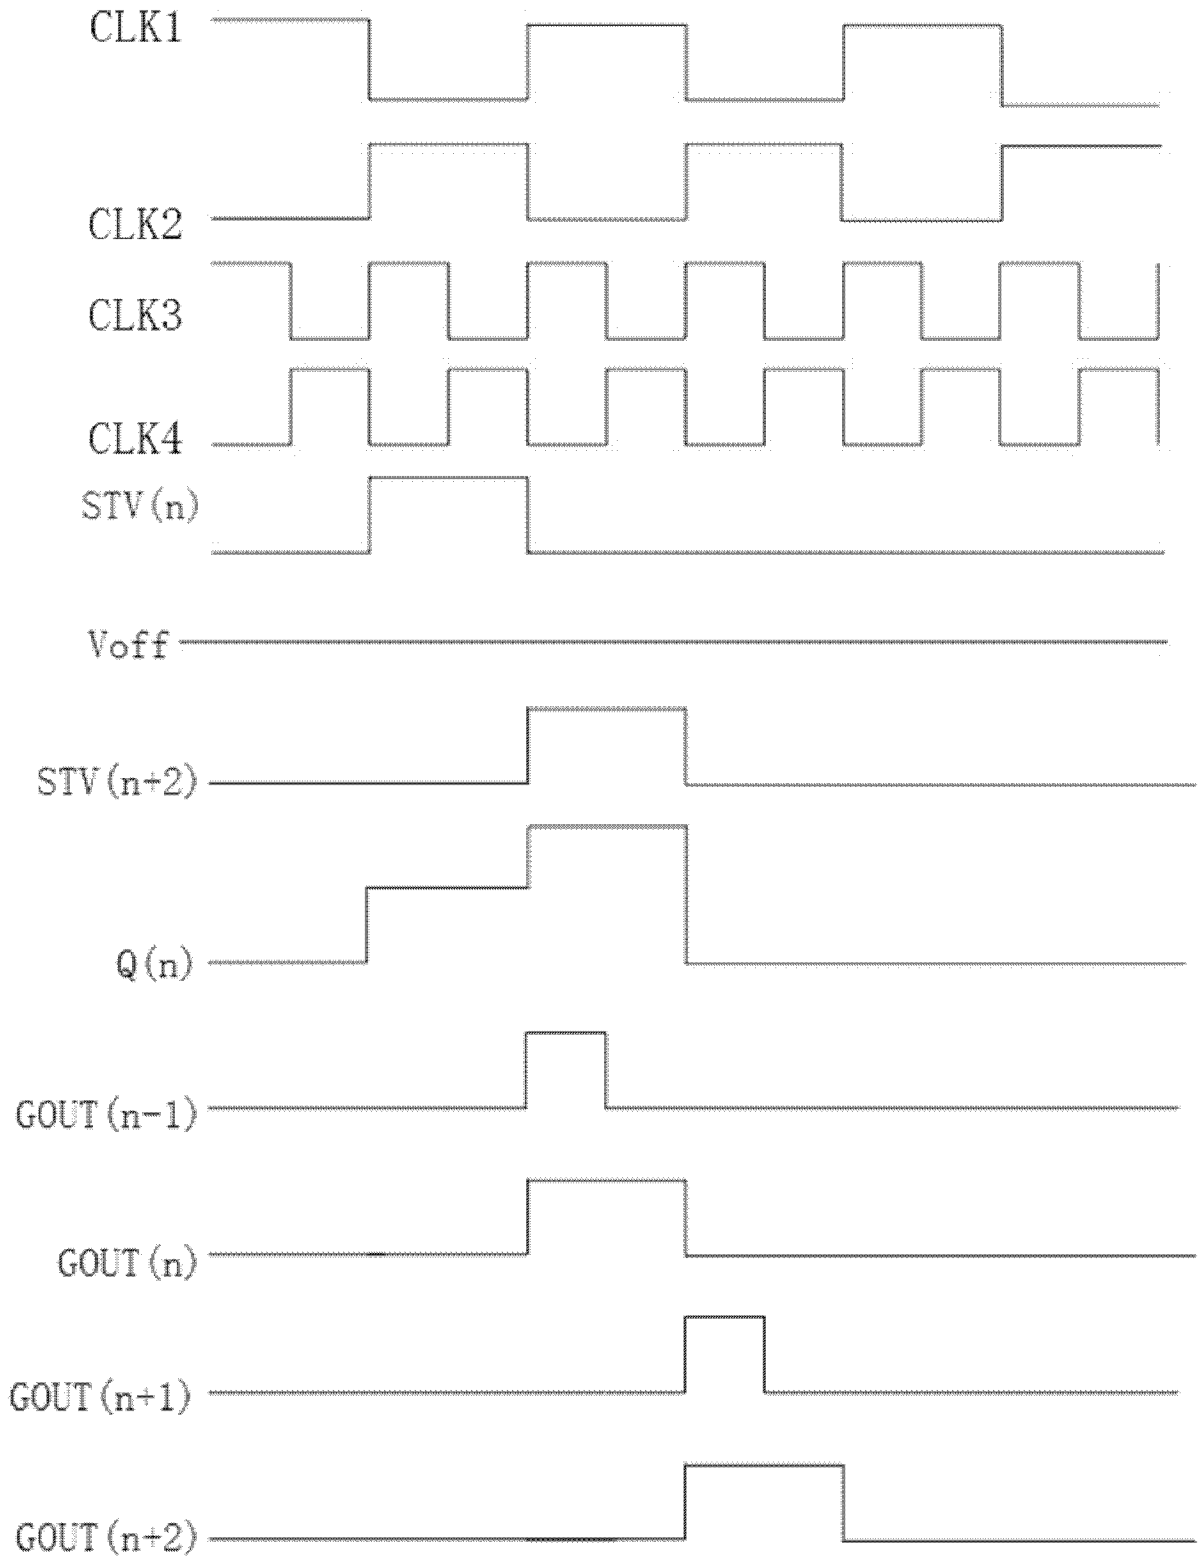 CLK1
CLK2
CLK3
CLK4
STV(n)
Voff
STV(n+2)
Q(n)
GOUT(n-1)
GOUT(n)
GOUT(n+1)
GOUT(n+2)